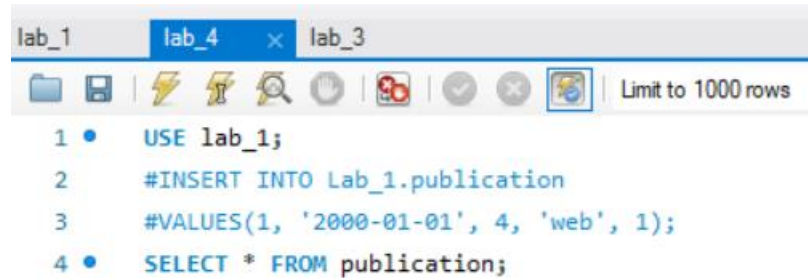 lab_1 lab_4 × lab_3
Limit to 1000 rows
1 USE lab_1;
2 #INSERT INTO Lab_1.publication
3 #VALUES(1, '2000-01-01', 4, 'web', 1);
4 SELECT * FROM publication;